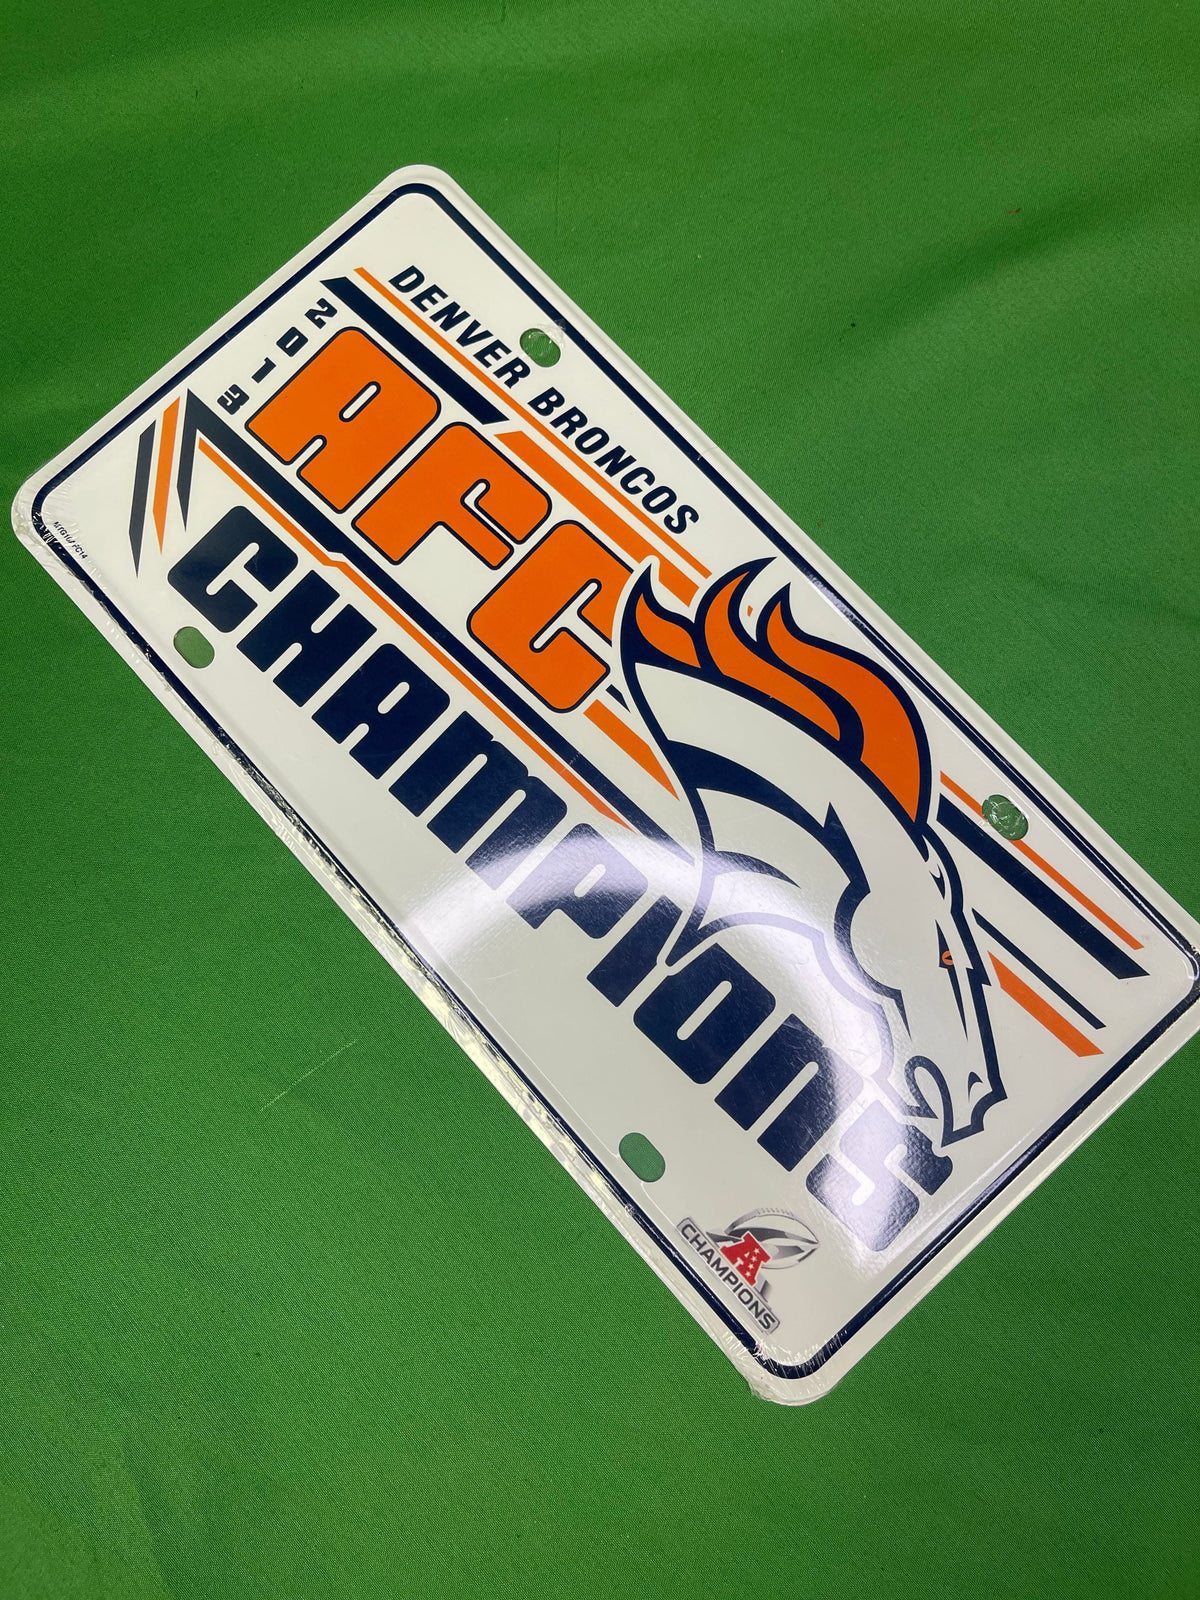 DENVER BRONCOS
2013
AFC
CHAMPIONS
A
CHAMPIONS